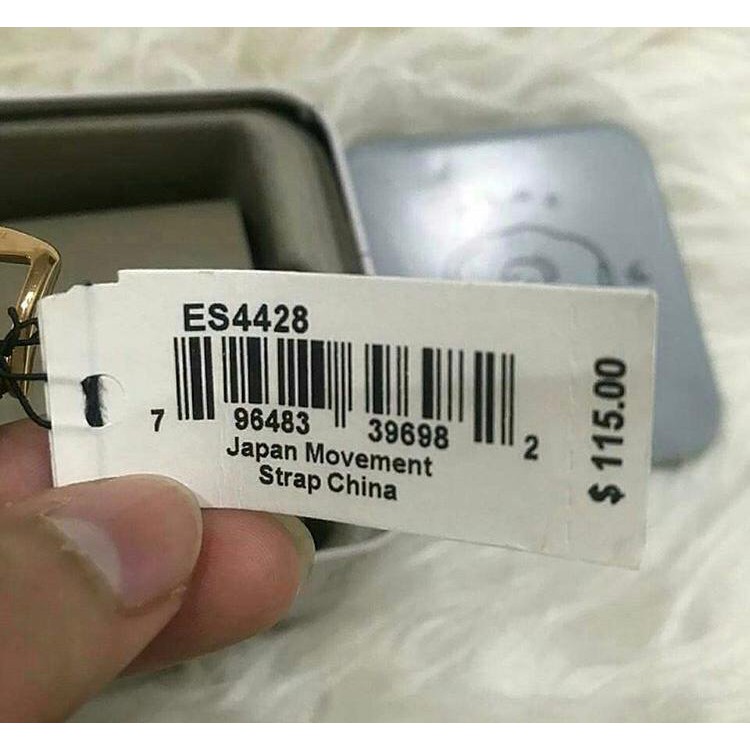 ES4428
7 96483 39698 2
Japan Movement
Strap China
$ 115.00